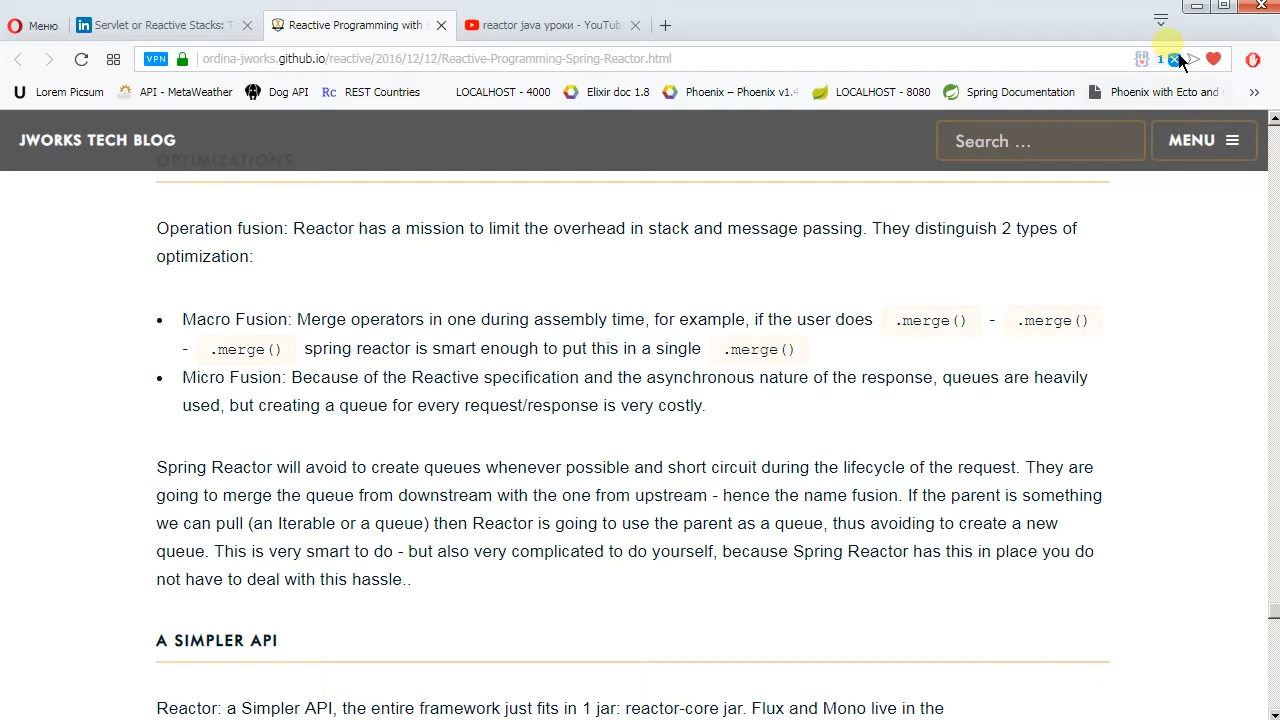 Меню
Servlet or Reactive Stacks: T
Reactive Programming with S
reactor java уроки - YouTub
VPN
ordina-jworks.github.io/reactive/2016/12/12/Reactive-Programming-Spring-Reactor.html
1
U Lorem Picsum
API - MetaWeather
Dog API
Rc REST Countries
LOCALHOST - 4000
Elixir doc 1.8
Phoenix – Phoenix v1.4
LOCALHOST - 8080
Spring Documentation
Phoenix with Ecto and
JWORKS TECH BLOG
Search ...
MENU
OPTIMIZATIONS
Operation fusion: Reactor has a mission to limit the overhead in stack and message passing. They distinguish 2 types of
optimization:
• Macro Fusion: Merge operators in one during assembly time, for example, if the user does .merge() - .merge()
- .merge() spring reactor is smart enough to put this in a single .merge()
• Micro Fusion: Because of the Reactive specification and the asynchronous nature of the response, queues are heavily
used, but creating a queue for every request/response is very costly.
Spring Reactor will avoid to create queues whenever possible and short circuit during the lifecycle of the request. They are
going to merge the queue from downstream with the one from upstream - hence the name fusion. If the parent is something
we can pull (an Iterable or a queue) then Reactor is going to use the parent as a queue, thus avoiding to create a new
queue. This is very smart to do - but also very complicated to do yourself, because Spring Reactor has this in place you do
not have to deal with this hassle..
A SIMPLER API
Reactor: a Simpler API, the entire framework just fits in 1 jar: reactor-core jar. Flux and Mono live in the